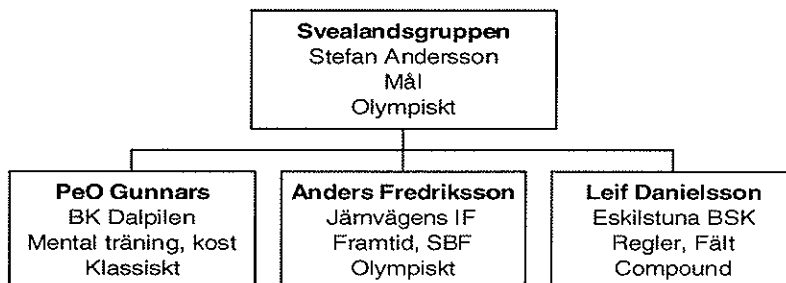 Svealandsgruppen
Stefan Andersson
Mål
Olympiskt
PeO Gunnars
BK Dalpilen
Mental träning, kost
Klassiskt
Anders Fredriksson
Järnvägens IF
Framtid, SBF
Olympiskt
Leif Danielsson
Eskilstuna BSK
Regler, Fält
Compound